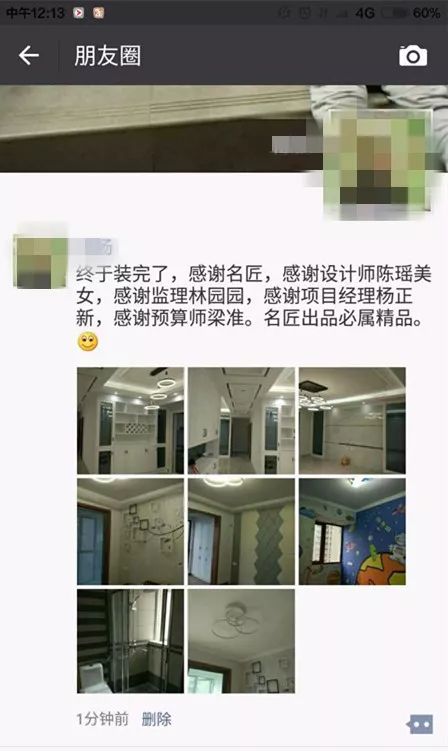 中午12:13
4G
60%
朋友圈
终于装完了，感谢名匠，感谢设计师陈瑶美
女，感谢监理林园园，感谢项目经理杨正
新，感谢预算师梁准。名匠出品必属精品。
1分钟前 删除